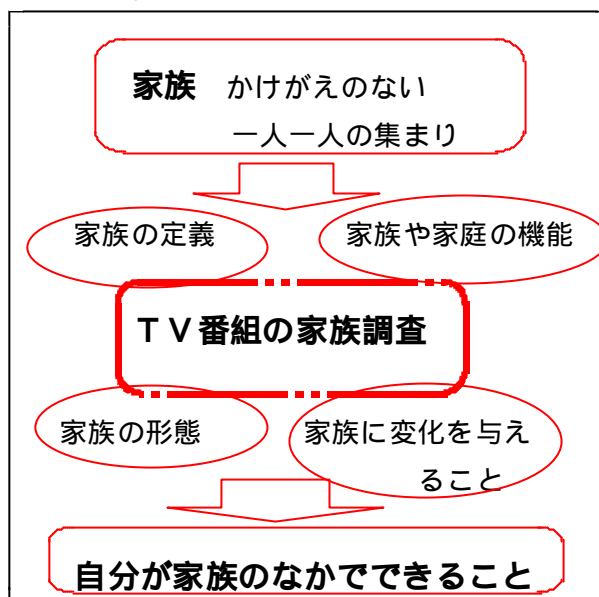 家族 かけがえのない
一人一人の集まり
家族の定義
家族や家庭の機能
ＴＶ番組の家族調査
家族の形態
家族に変化を与え
ること
自分が家族のなかでできること